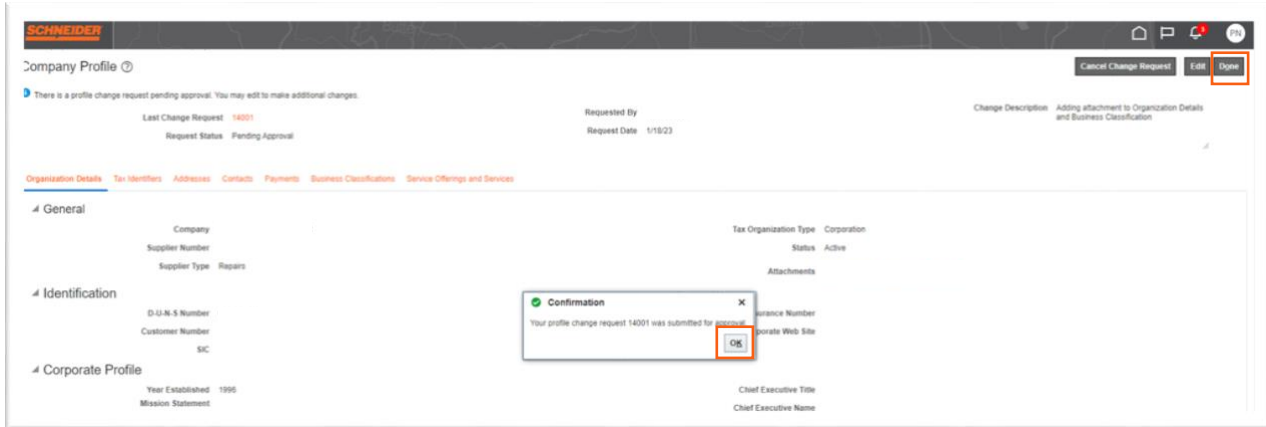 SCHNEIDER
3
PN
Company Profile
Cancel Change Request Edit Done
There is a profile change request pending approval. You may edit to make additional changes.
Last Change Request 14001
Request Status Pending Approval
Requested By
Request Date 1/18/23
Change Description Adding attachment to Organization Details
and Business Classification
Organization Details Tax Identifiers Addresses Contacts Payments Business Classifications Service Offerings and Services
General
Company
Supplier Number
Supplier Type Repairs
Tax Organization Type Corporation
Status Active
Attachments
Identification
D-U-N-S Number
Customer Number
SIC
urance Number
porate Web Site
Confirmation
Your profile change request 14001 was submitted for approval.
OK
Corporate Profile
Year Established 1996
Mission Statement
Chief Executive Title
Chief Executive Name